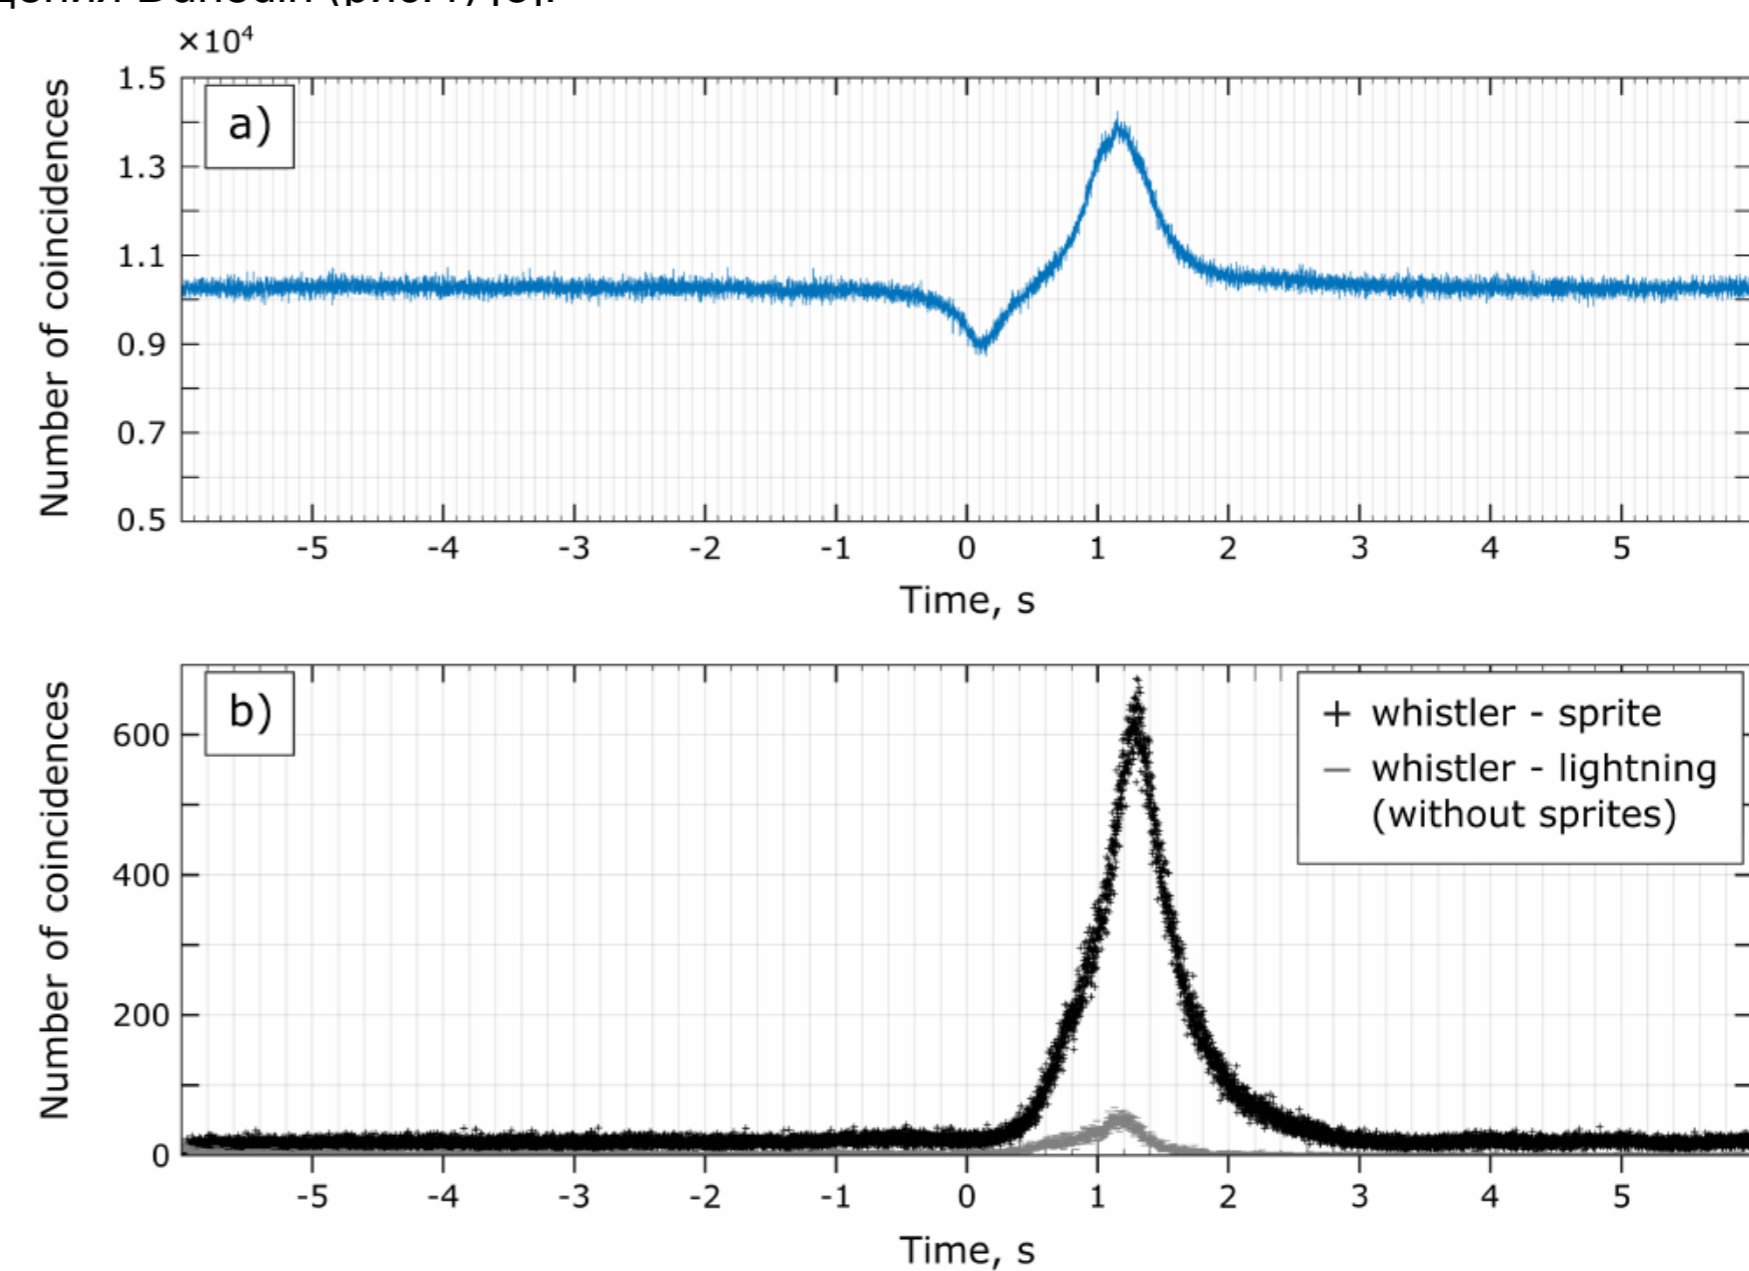 ×10⁴
a)
Number of coincidences
1.5
1.3
1.1
0.9
0.7
0.5
-5 -4 -3 -2 -1 0 1 2 3 4 5
Time, s
b)
Number of coincidences
600
400
200
0
+ whistler - sprite
— whistler - lightning
(without sprites)
-5 -4 -3 -2 -1 0 1 2 3 4 5
Time, s